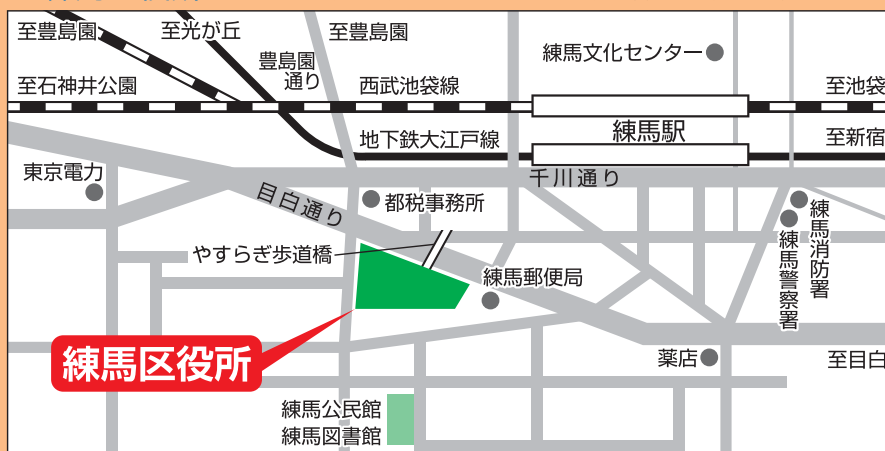 至豊島園
至光が丘
至豊島園
豊島園
通り
練馬文化センター
至石神井公園
西武池袋線
至池袋
練馬駅
地下鉄大江戸線
至新宿
千川通り
東京電力
目白通り
都税事務所
練馬消防署
練馬警察署
やすらぎ歩道橋
練馬郵便局
練馬区役所
薬店
至目白
練馬公民館
練馬図書館